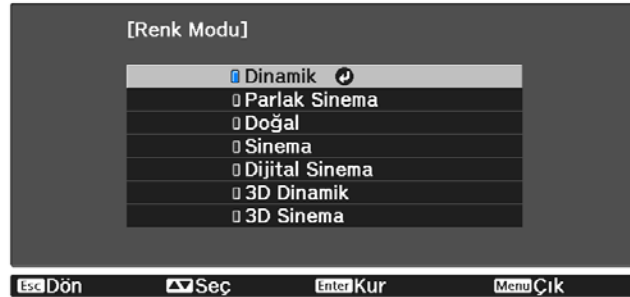 [Renk Modu]
Dinamik
Parlak Sinema
Doğal
Sinema
Dijital Sinema
3D Dinamik
3D Sinema
Esc Dön ▲▼ Seç Enter Kur Menu Çık